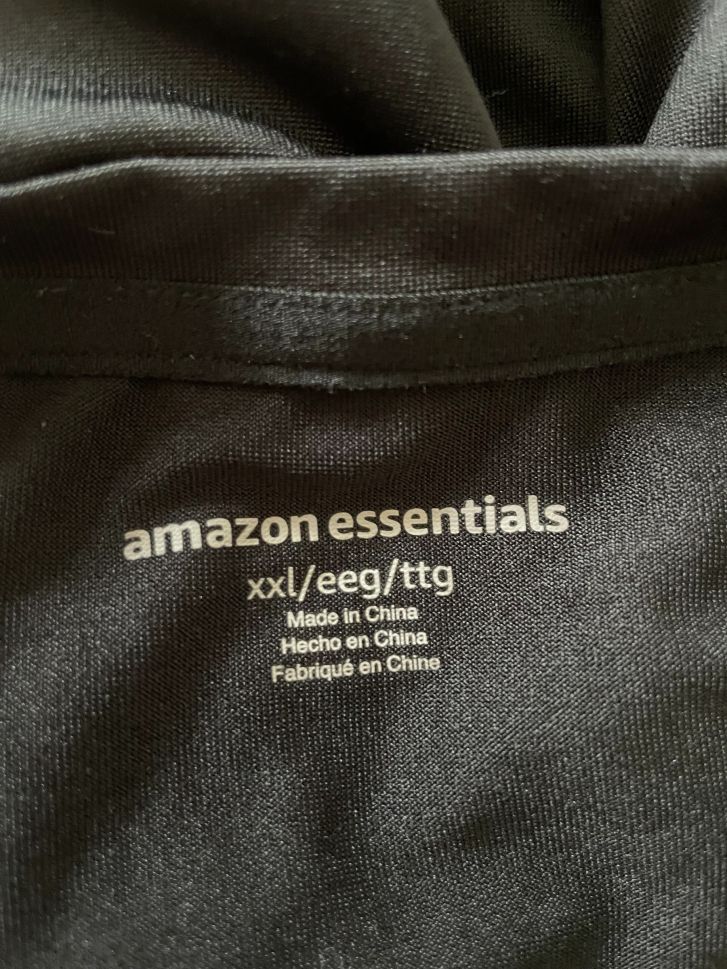 amazon essentials
xxl/eeg/ttg
Made in China
Hecho en China
Fabriqué en Chine